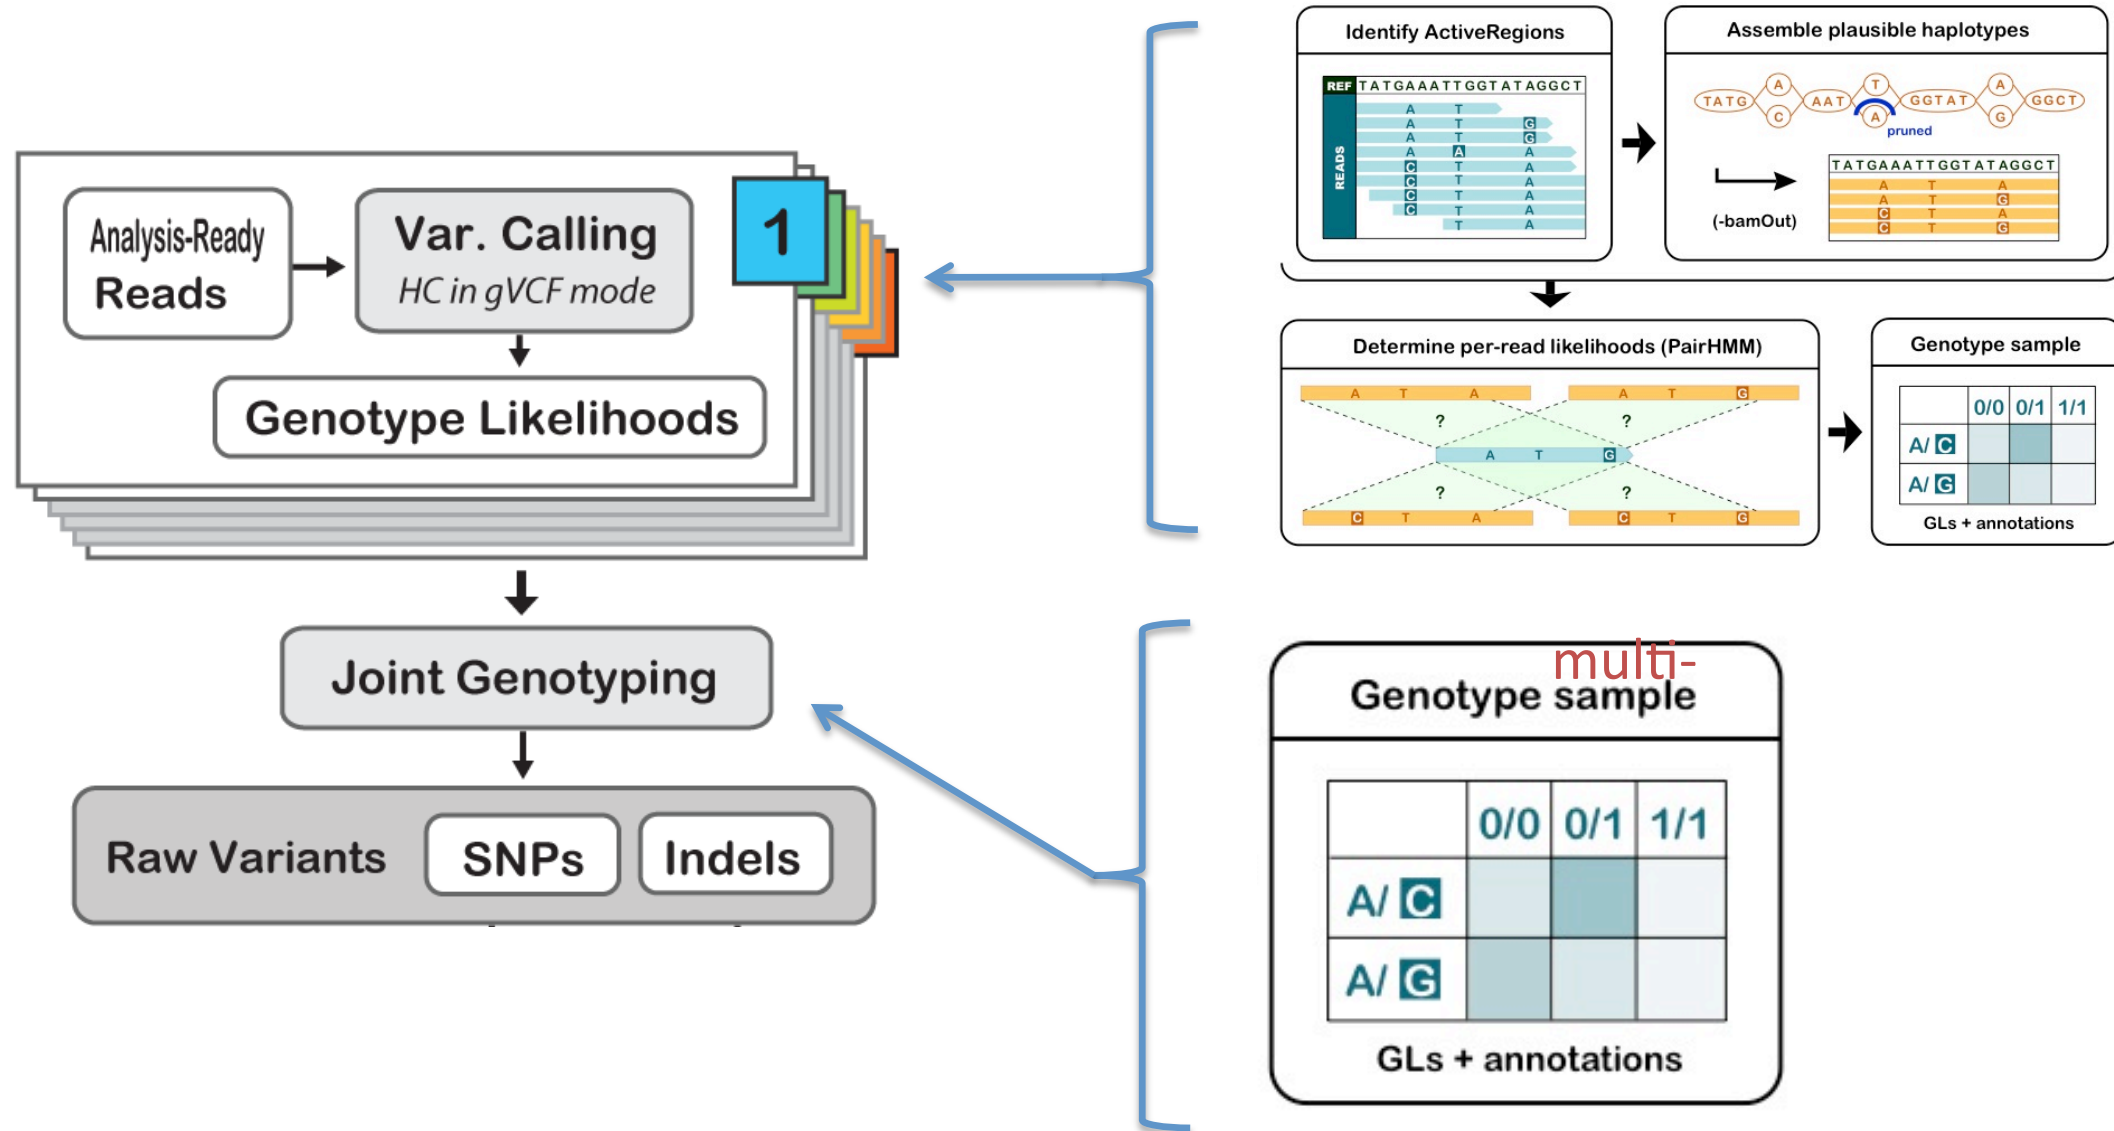 Analysis-Ready
Reads
Var. Calling
HC in gVCF mode
1
Genotype Likelihoods
Joint Genotyping
Raw Variants
SNPs
Indels
Identify ActiveRegions
REF TATGAAATTGGTATAGGCT
READS
A T
A T G
A T G
A A A
C T A
C T A
C T A
C T A
T A
Assemble plausible haplotypes
TATG A C AAT T A GGTAT A G GGCT
pruned
(-bamOut)
TATGAAATTGGTATAGGCT
A T A
A T G
C T A
C T G
Determine per-read likelihoods (PairHMM)
A T A A T G
? ?
A T G
? ?
C T A C T G
Genotype sample
0/0 0/1 1/1
A/ C
A/ G
GLs + annotations
multi-
Genotype sample
0/0 0/1 1/1
A/ C
A/ G
GLs + annotations